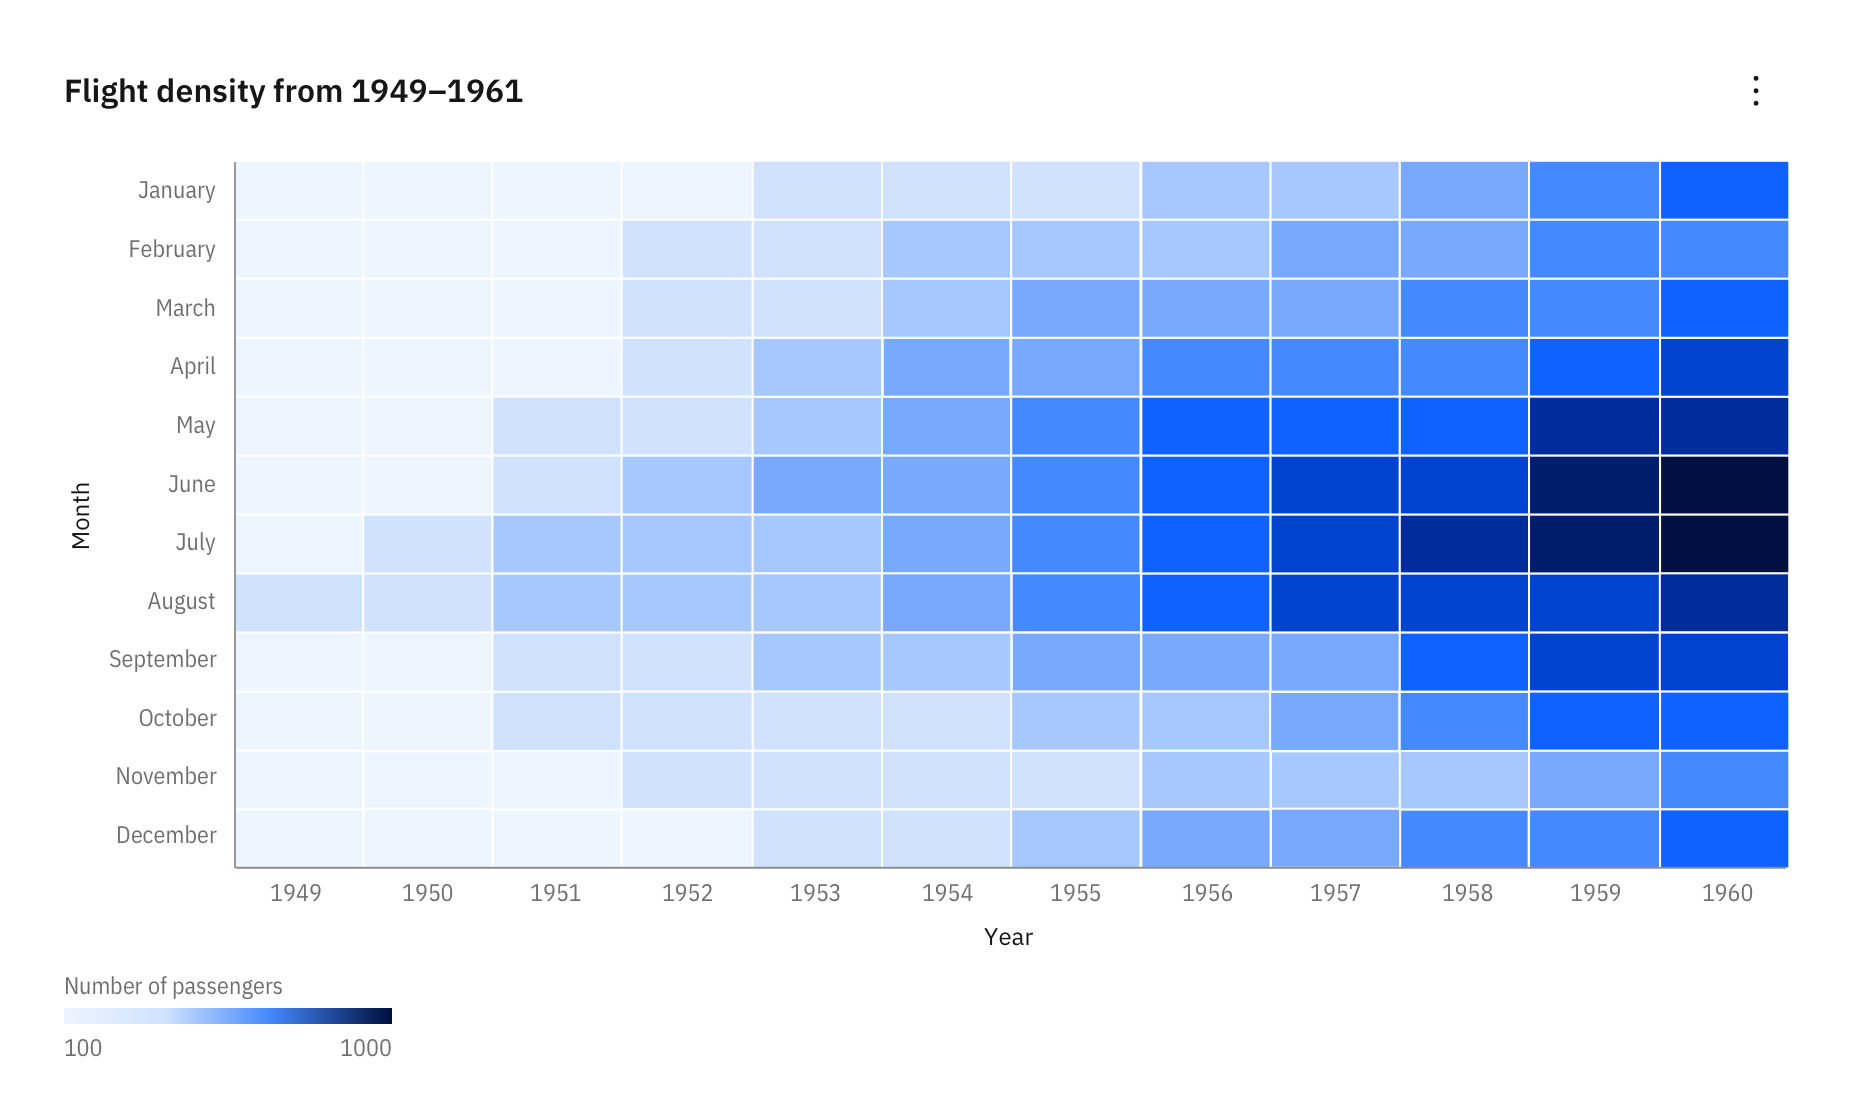 Flight density from 1949–1961
January
February
March
April
May
June
July
August
September
October
November
December
Month
1949 1950 1951 1952 1953 1954 1955 1956 1957 1958 1959 1960
Year
Number of passengers
100 1000